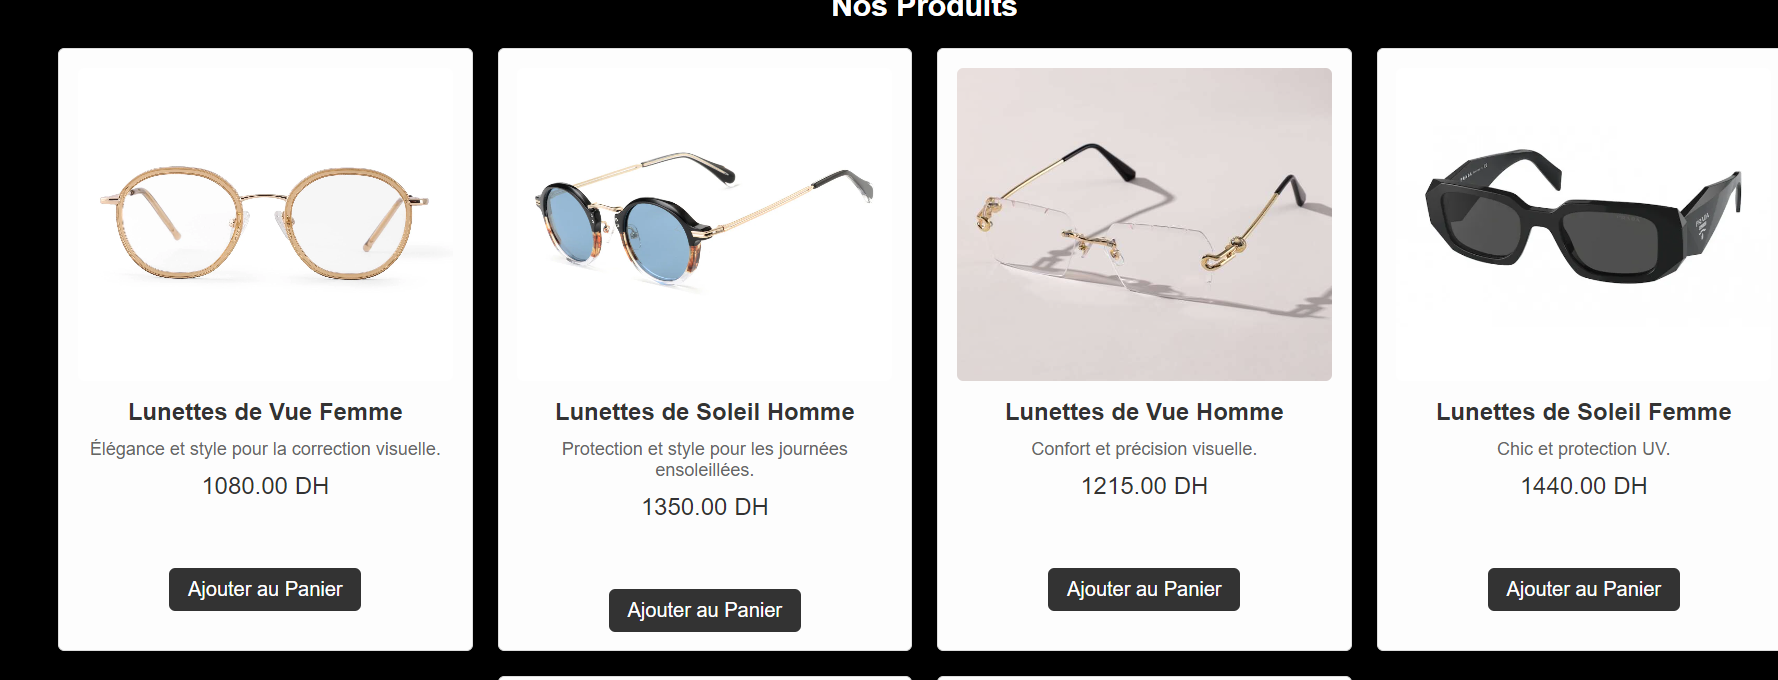 Nos Produits
Lunettes de Vue Femme
Élégance et style pour la correction visuelle.
1080.00 DH
Ajouter au Panier
Lunettes de Soleil Homme
Protection et style pour les journées
ensoleillées.
1350.00 DH
Ajouter au Panier
Lunettes de Vue Homme
Confort et précision visuelle.
1215.00 DH
Ajouter au Panier
PRADA
PRADA
Lunettes de Soleil Femme
Chic et protection UV.
1440.00 DH
Ajouter au Panier